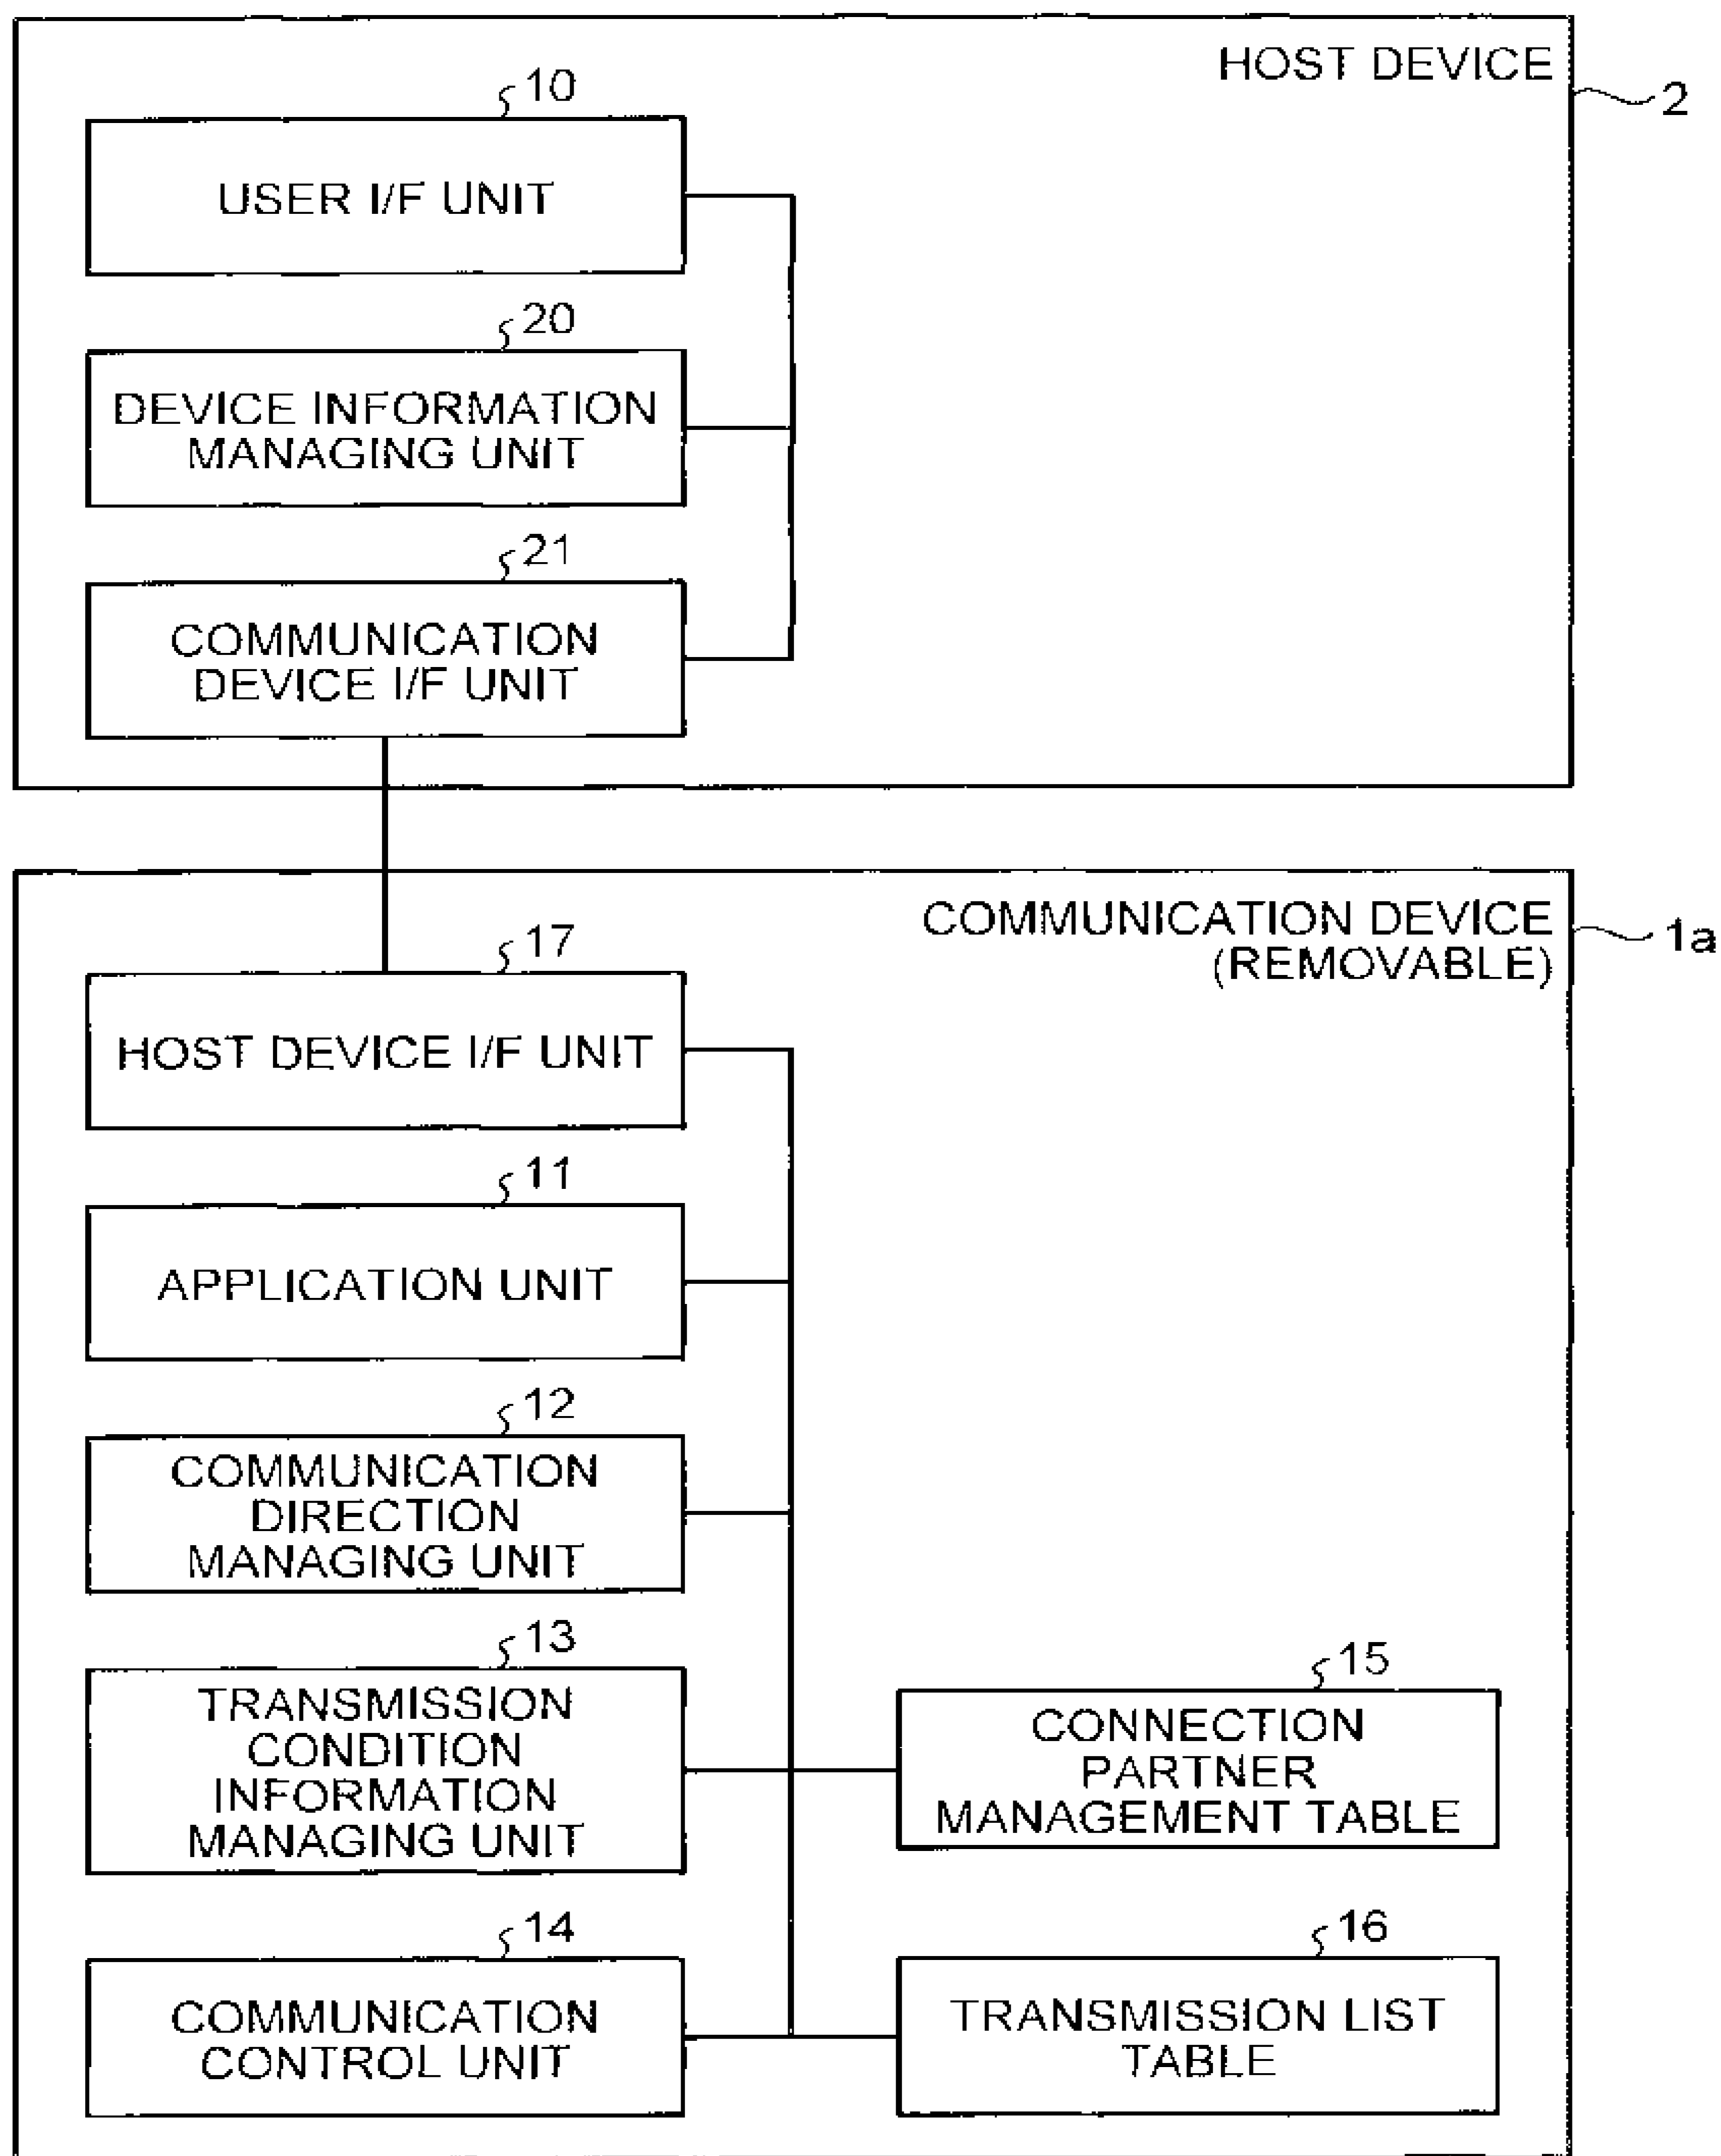 HOST DEVICE
2
10
USER I/F UNIT
20
DEVICE INFORMATION
MANAGING UNIT
21
COMMUNICATION
DEVICE I/F UNIT
COMMUNICATION DEVICE
(REMOVABLE)
1a
17
HOST DEVICE I/F UNIT
11
APPLICATION UNIT
12
COMMUNICATION
DIRECTION
MANAGING UNIT
13
TRANSMISSION
CONDITION
INFORMATION
MANAGING UNIT
15
CONNECTION
PARTNER
MANAGEMENT TABLE
14
COMMUNICATION
CONTROL UNIT
16
TRANSMISSION LIST
TABLE